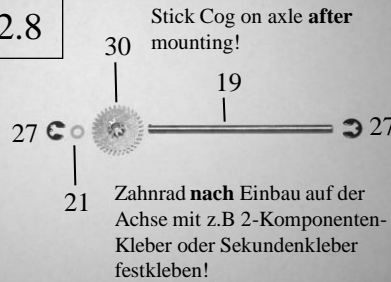 2.8
Stick Cog on axle after
mounting!
30
19
27
27
21
Zahnrad nach Einbau auf der
Achse mit z.B 2-Komponenten-
Kleber oder Sekundenkleber
festkleben!